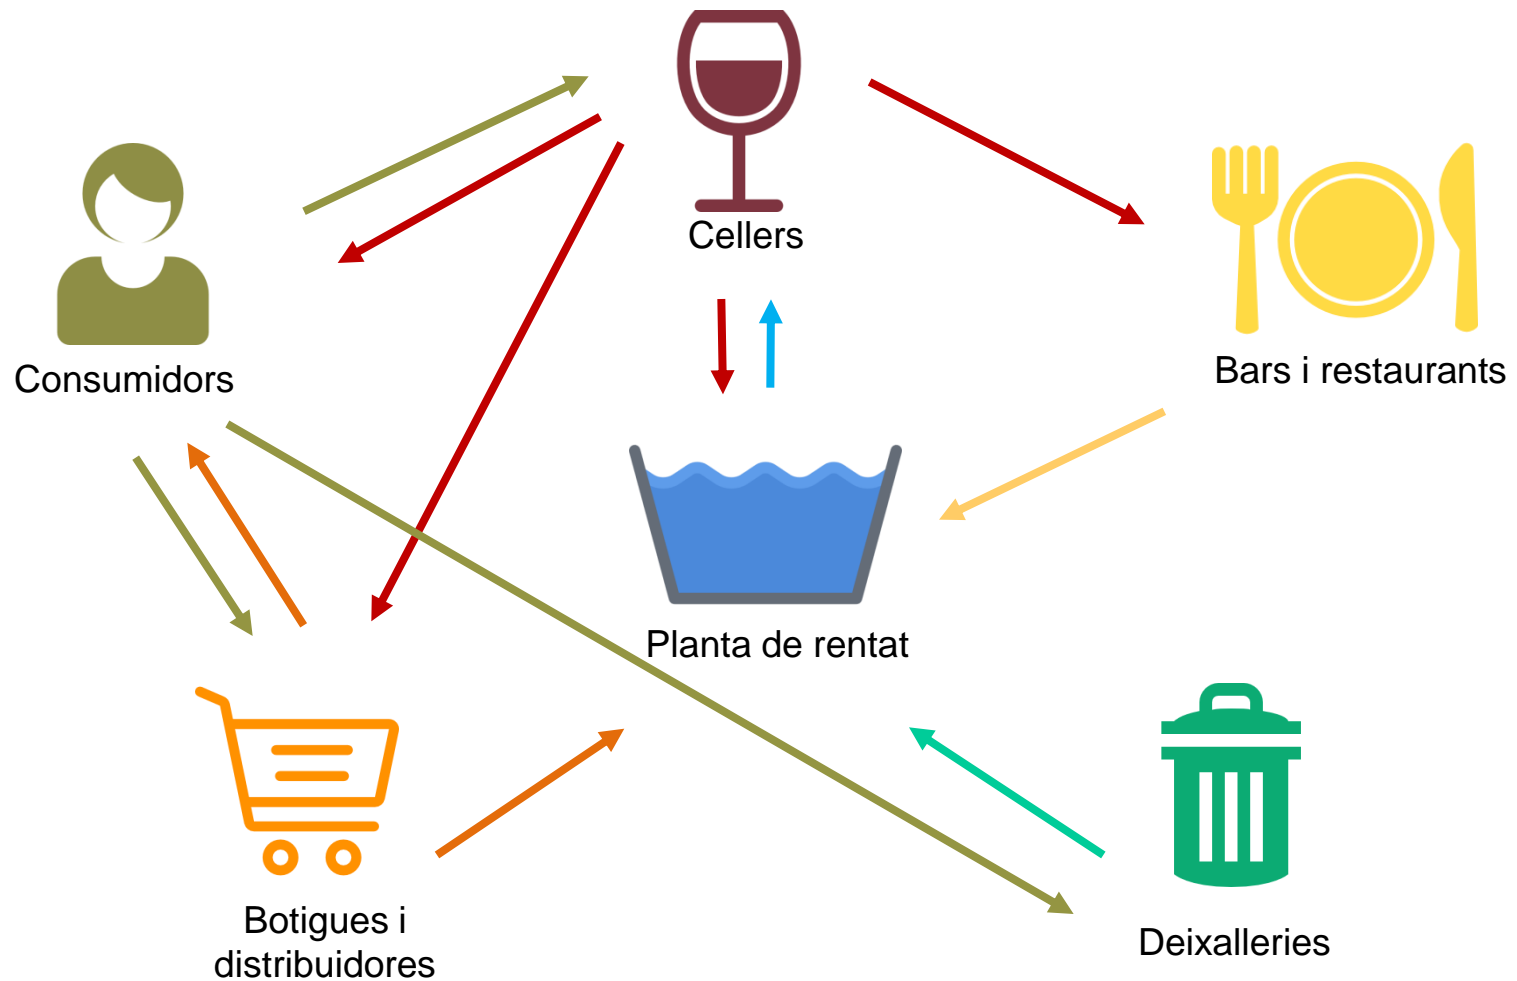 Cellers
Consumidors
Bars i restaurants
Planta de rentat
Botigues i
distribuidores
Deixalleries